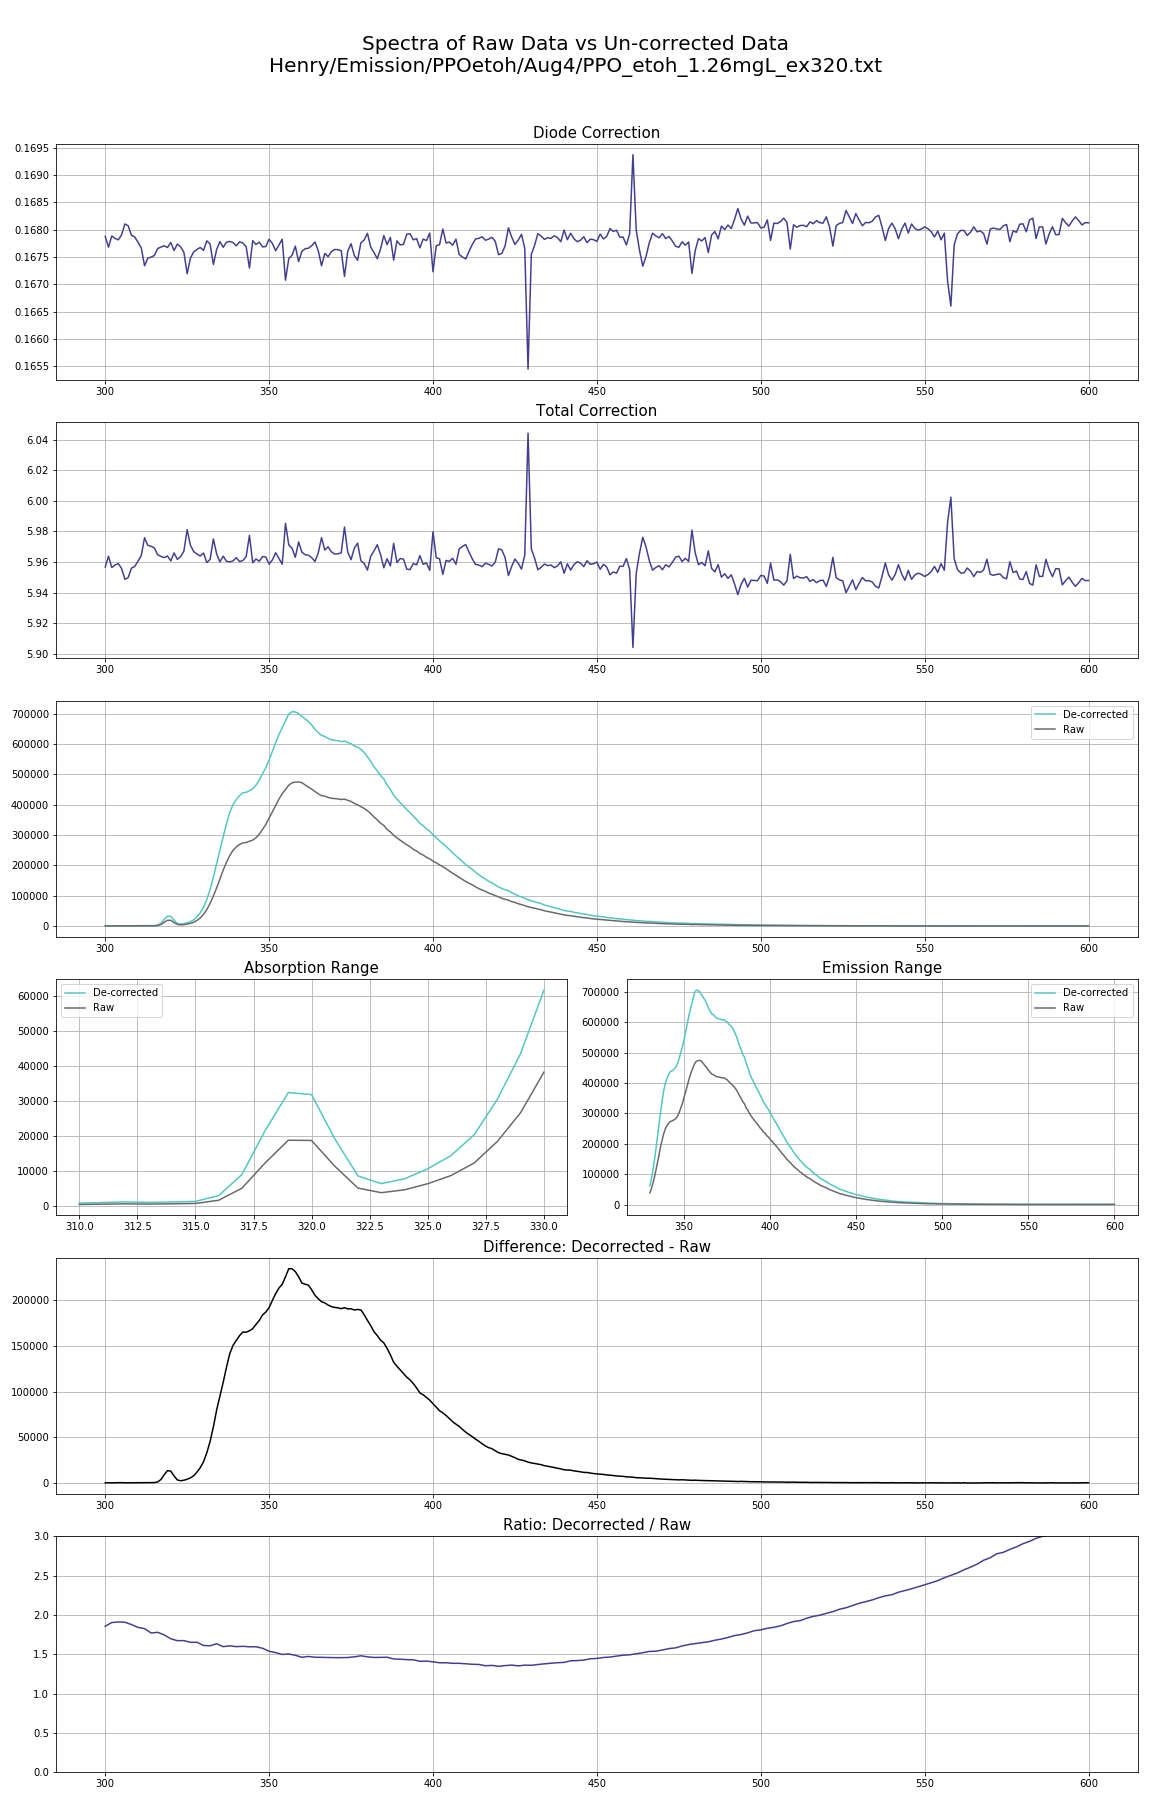 Spectra of Raw Data vs Un-corrected Data
Henry/Emission/PPOetoh/Aug4/PPO_etoh_1.26mgL_ex320.txt
Diode Correction
0.1695
0.1690
0.1685
0.1680
0.1675
0.1670
0.1665
0.1660
0.1655
300 350 400 450 500 550 600
Total Correction
6.04
6.02
6.00
5.98
5.96
5.94
5.92
5.90
300 350 400 450 500 550 600
700000
600000
500000
400000
300000
200000
100000
0
De-corrected
Raw
300 350 400 450 500 550 600
Absorption Range
60000
50000
40000
30000
20000
10000
0
De-corrected
Raw
310.0 312.5 315.0 317.5 320.0 322.5 325.0 327.5 330.0
Emission Range
700000
600000
500000
400000
300000
200000
100000
0
De-corrected
Raw
350 400 450 500 550 600
Difference: Decorrected - Raw
200000
150000
100000
50000
0
300 350 400 450 500 550 600
Ratio: Decorrected / Raw
3.0
2.5
2.0
1.5
1.0
0.5
0.0
300 350 400 450 500 550 600